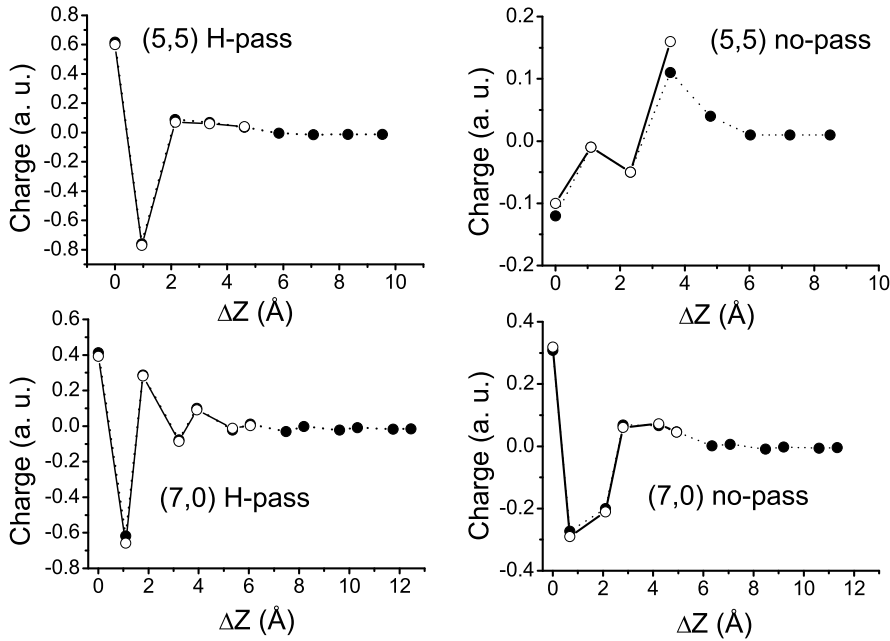 (5,5) H-pass
0.8
0.6
0.4
0.2
0.0
-0.2
-0.4
-0.6
-0.8
Charge (a. u.)
0 2 4 6 8 10
ΔZ (Å)
(5,5) no-pass
0.2
0.1
0.0
-0.1
-0.2
Charge (a. u.)
0 2 4 6 8 10
ΔZ (Å)
0.6
0.4
0.2
0.0
-0.2
-0.4
-0.6
-0.8
Charge (a. u.)
(7,0) H-pass
0 2 4 6 8 10 12
ΔZ (Å)
0.4
0.2
0.0
-0.2
-0.4
Charge (a. u.)
(7,0) no-pass
0 2 4 6 8 10 12
ΔZ (Å)